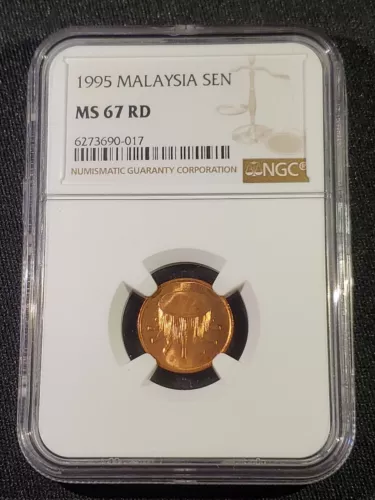 1995 MALAYSIA SEN
MS 67 RD
6273690-017
NUMISMATIC GUARANTY CORPORATION
NGC®